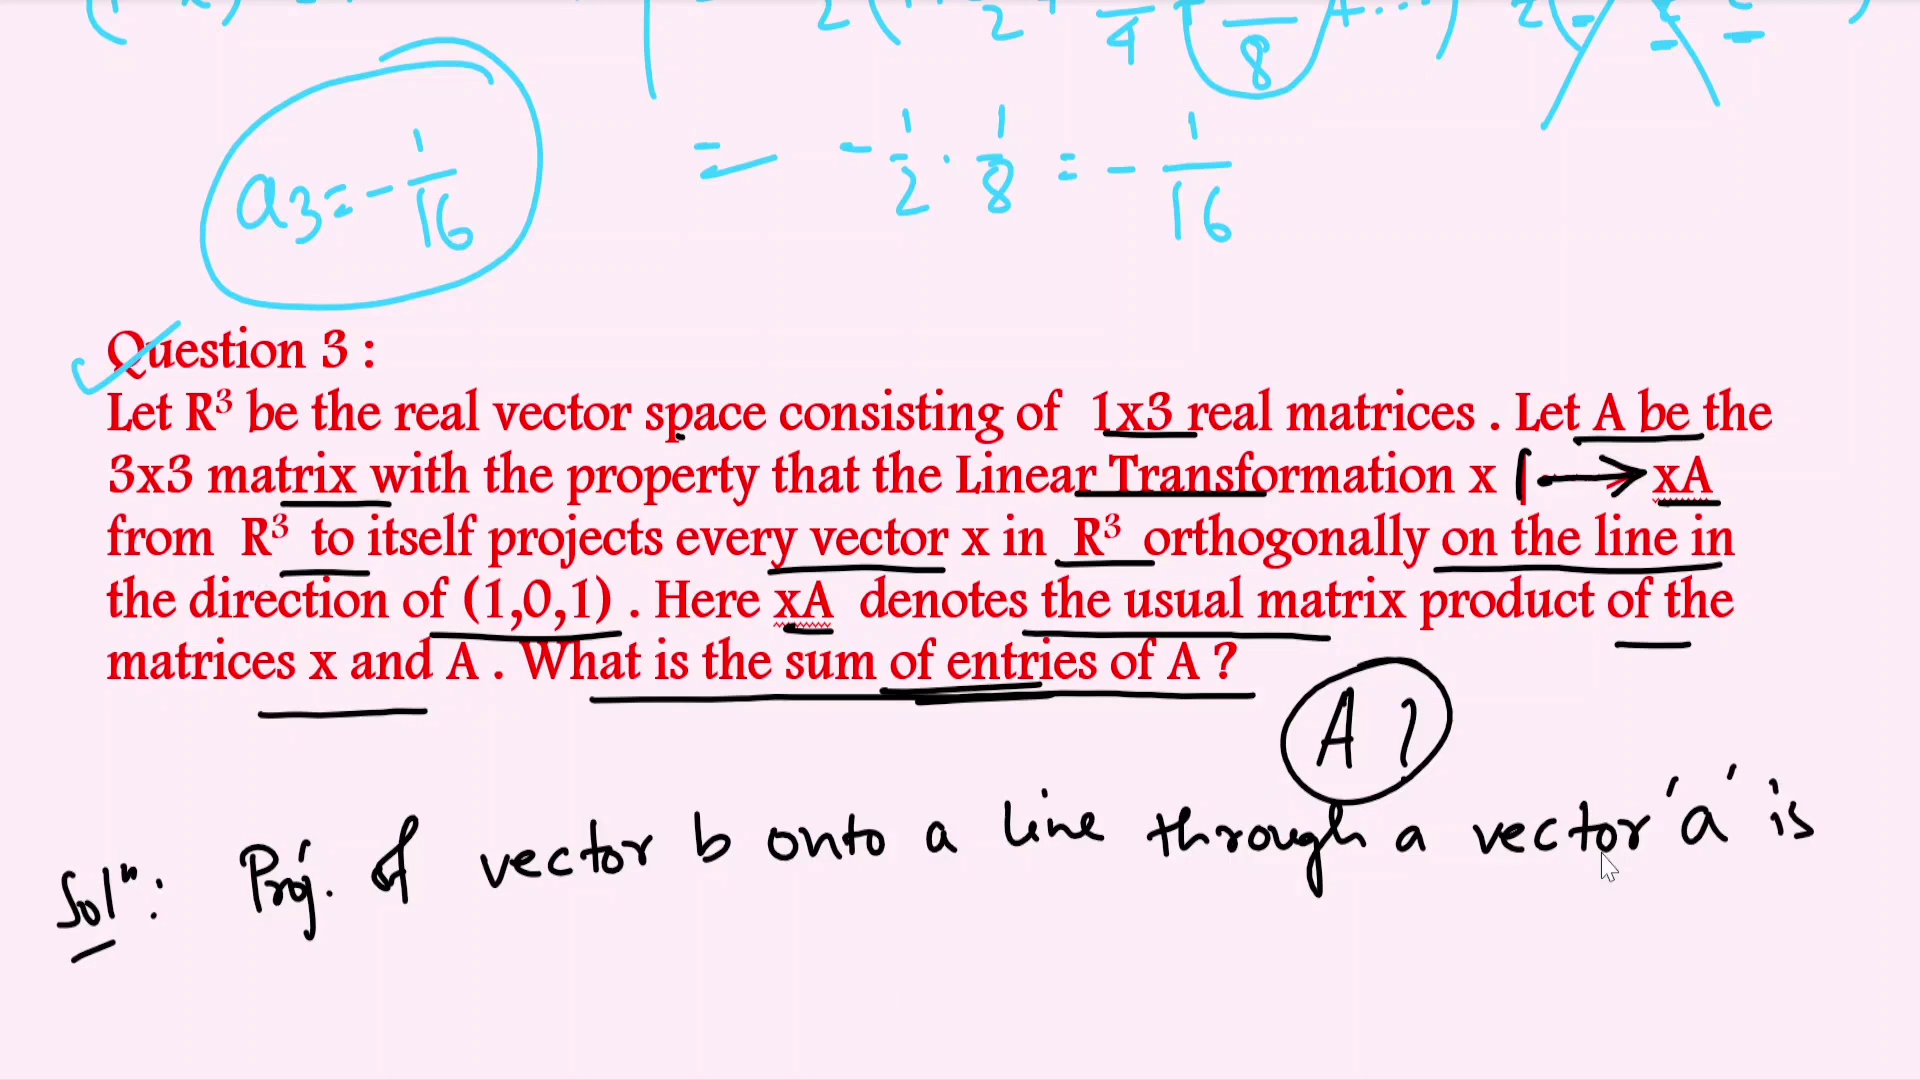 a3 = - 1/16
= - 1/2 . 1/8 = - 1/16
Question 3 :
Let R³ be the real vector space consisting of 1x3 real matrices . Let A be the
3x3 matrix with the property that the Linear Transformation x ↦ xA
from R³ to itself projects every vector x in R³ orthogonally on the line in
the direction of (1,0,1) . Here xA denotes the usual matrix product of the
matrices x and A . What is the sum of entries of A ?
A ?
Solⁿ: Proj. of vector b onto a line through a vector 'a' is